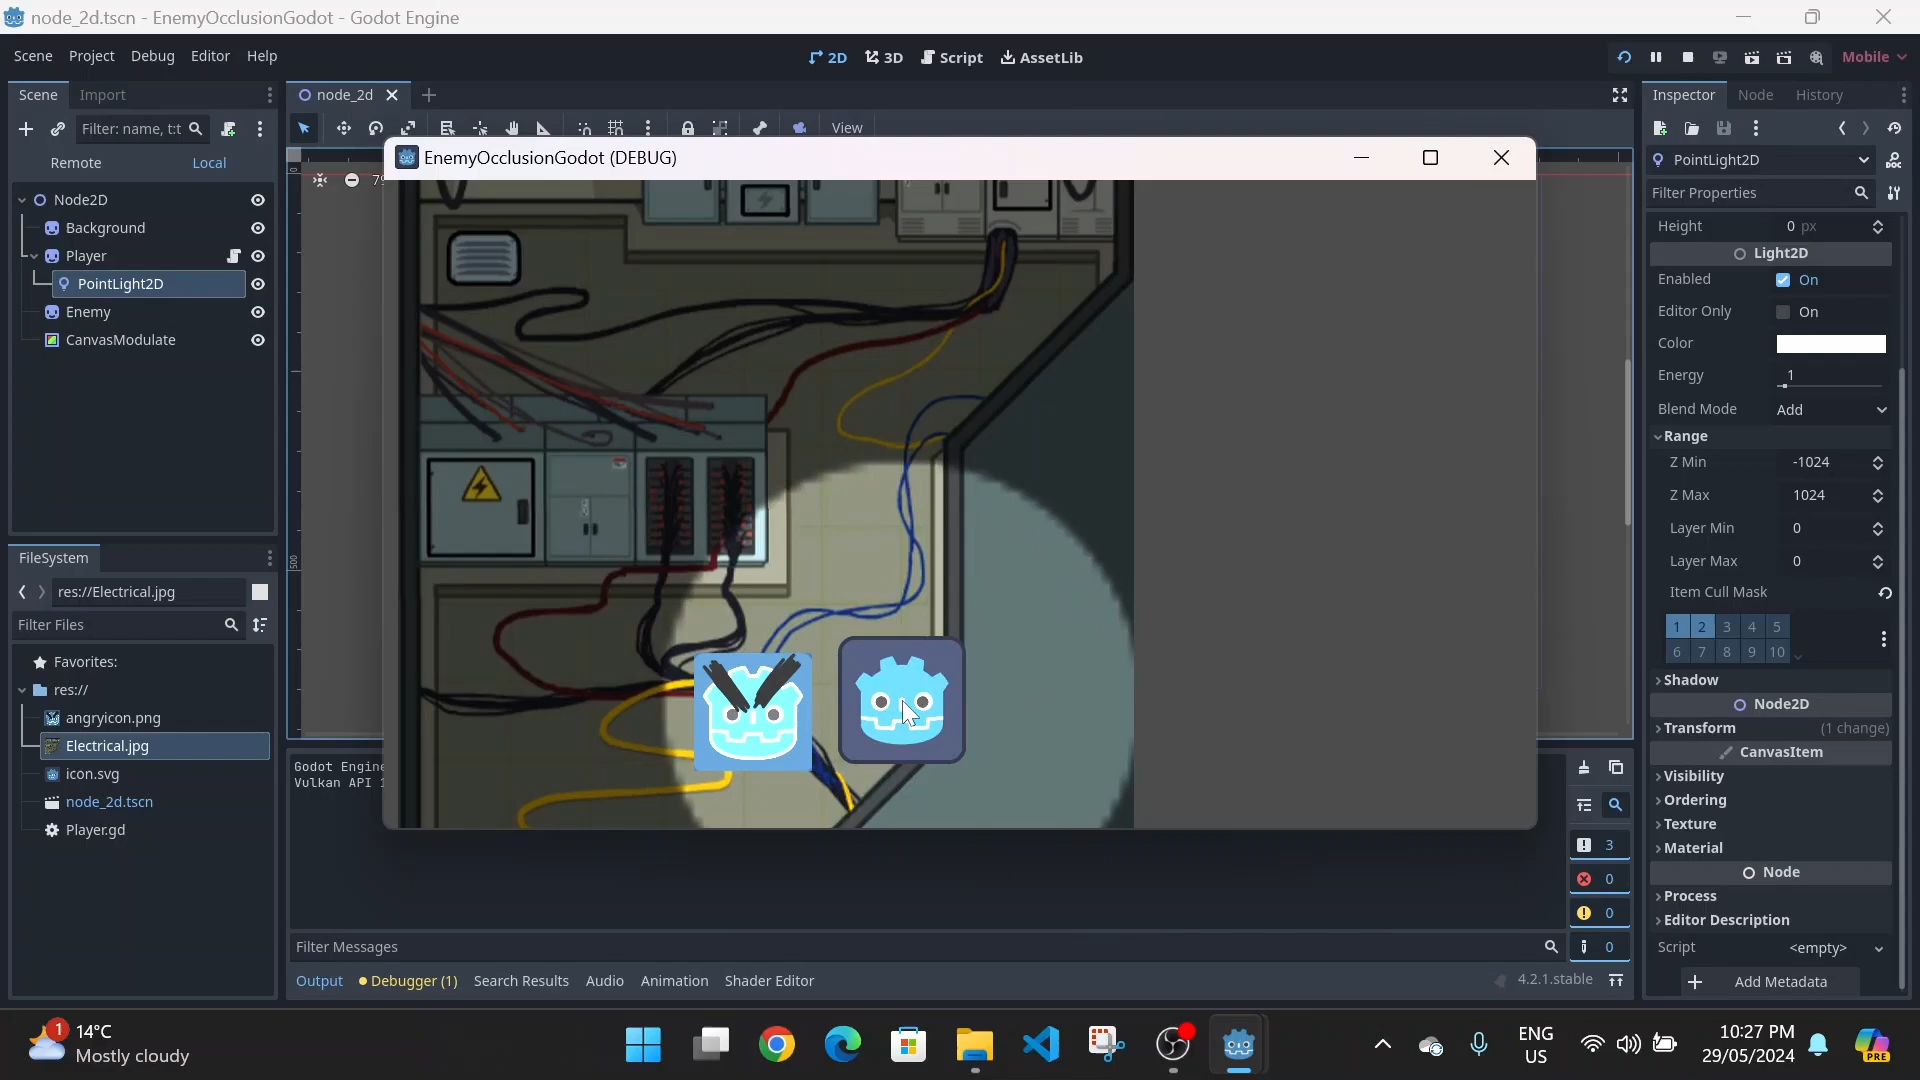 node_2d.tscn - EnemyOcclusionGodot - Godot Engine
Scene Project Debug Editor Help
2D 3D Script AssetLib
Mobile
Scene Import
node_2d
Inspector Node History
Filter: name, t:t
View
Remote Local
EnemyOcclusionGodot (DEBUG)
PointLight2D
79
Filter Properties
Node2D
Background
Player
PointLight2D
Enemy
CanvasModulate
Height 0 px
Light2D
Enabled On
Editor Only On
Color
Energy 1
Blend Mode Add
Range
Z Min -1024
Z Max 1024
Layer Min 0
Layer Max 0
Item Cull Mask
1 2 3 4 5
6 7 8 9 10
Shadow
Node2D
Transform (1 change)
CanvasItem
Visibility
Ordering
Texture
Material
Node
Process
Editor Description
Script <empty>
Add Metadata
FileSystem
res://Electrical.jpg
Filter Files
Favorites:
res://
angryicon.png
Electrical.jpg
icon.svg
node_2d.tscn
Player.gd
500
Godot Engine
Vulkan API 1
3
0
0
0
Filter Messages
Output Debugger (1) Search Results Audio Animation Shader Editor
4.2.1.stable
1
14°C
Mostly cloudy
ENG
US
10:27 PM
29/05/2024
PRE